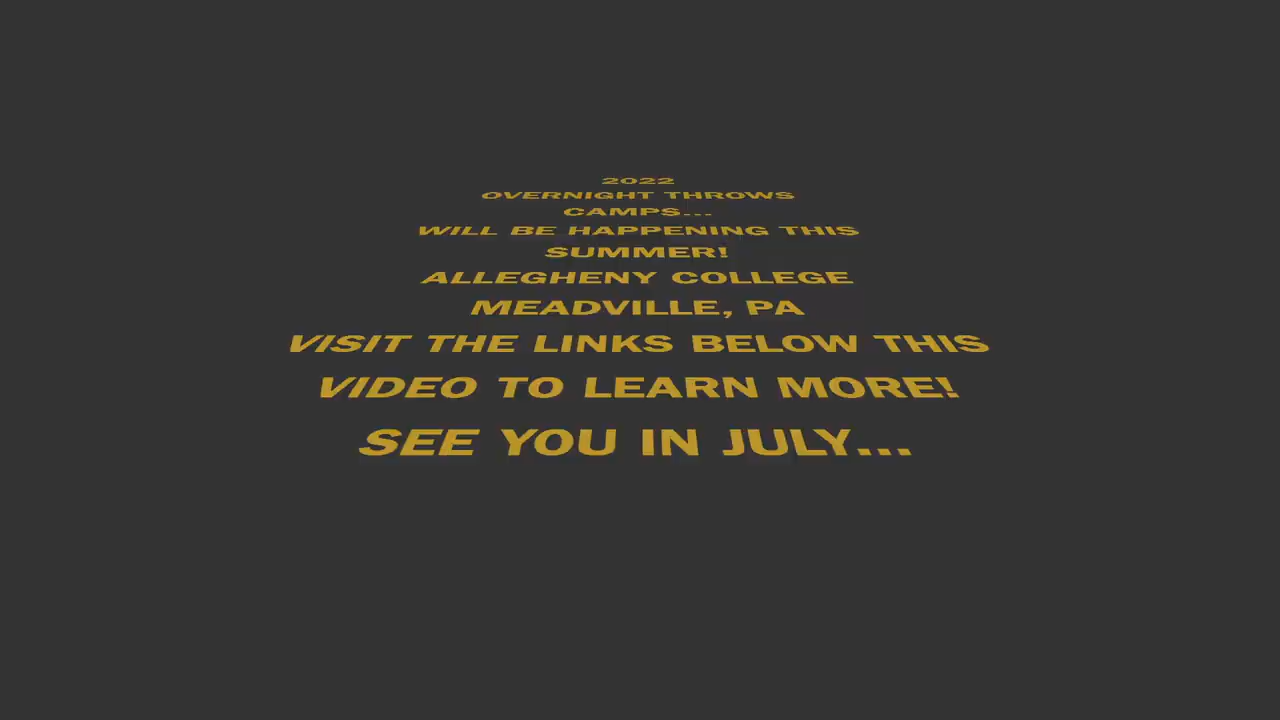 2022
OVERNIGHT THROWS
CAMPS...
WILL BE HAPPENING THIS
SUMMER!
ALLEGHENY COLLEGE
MEADVILLE, PA
VISIT THE LINKS BELOW THIS
VIDEO TO LEARN MORE!
SEE YOU IN JULY...